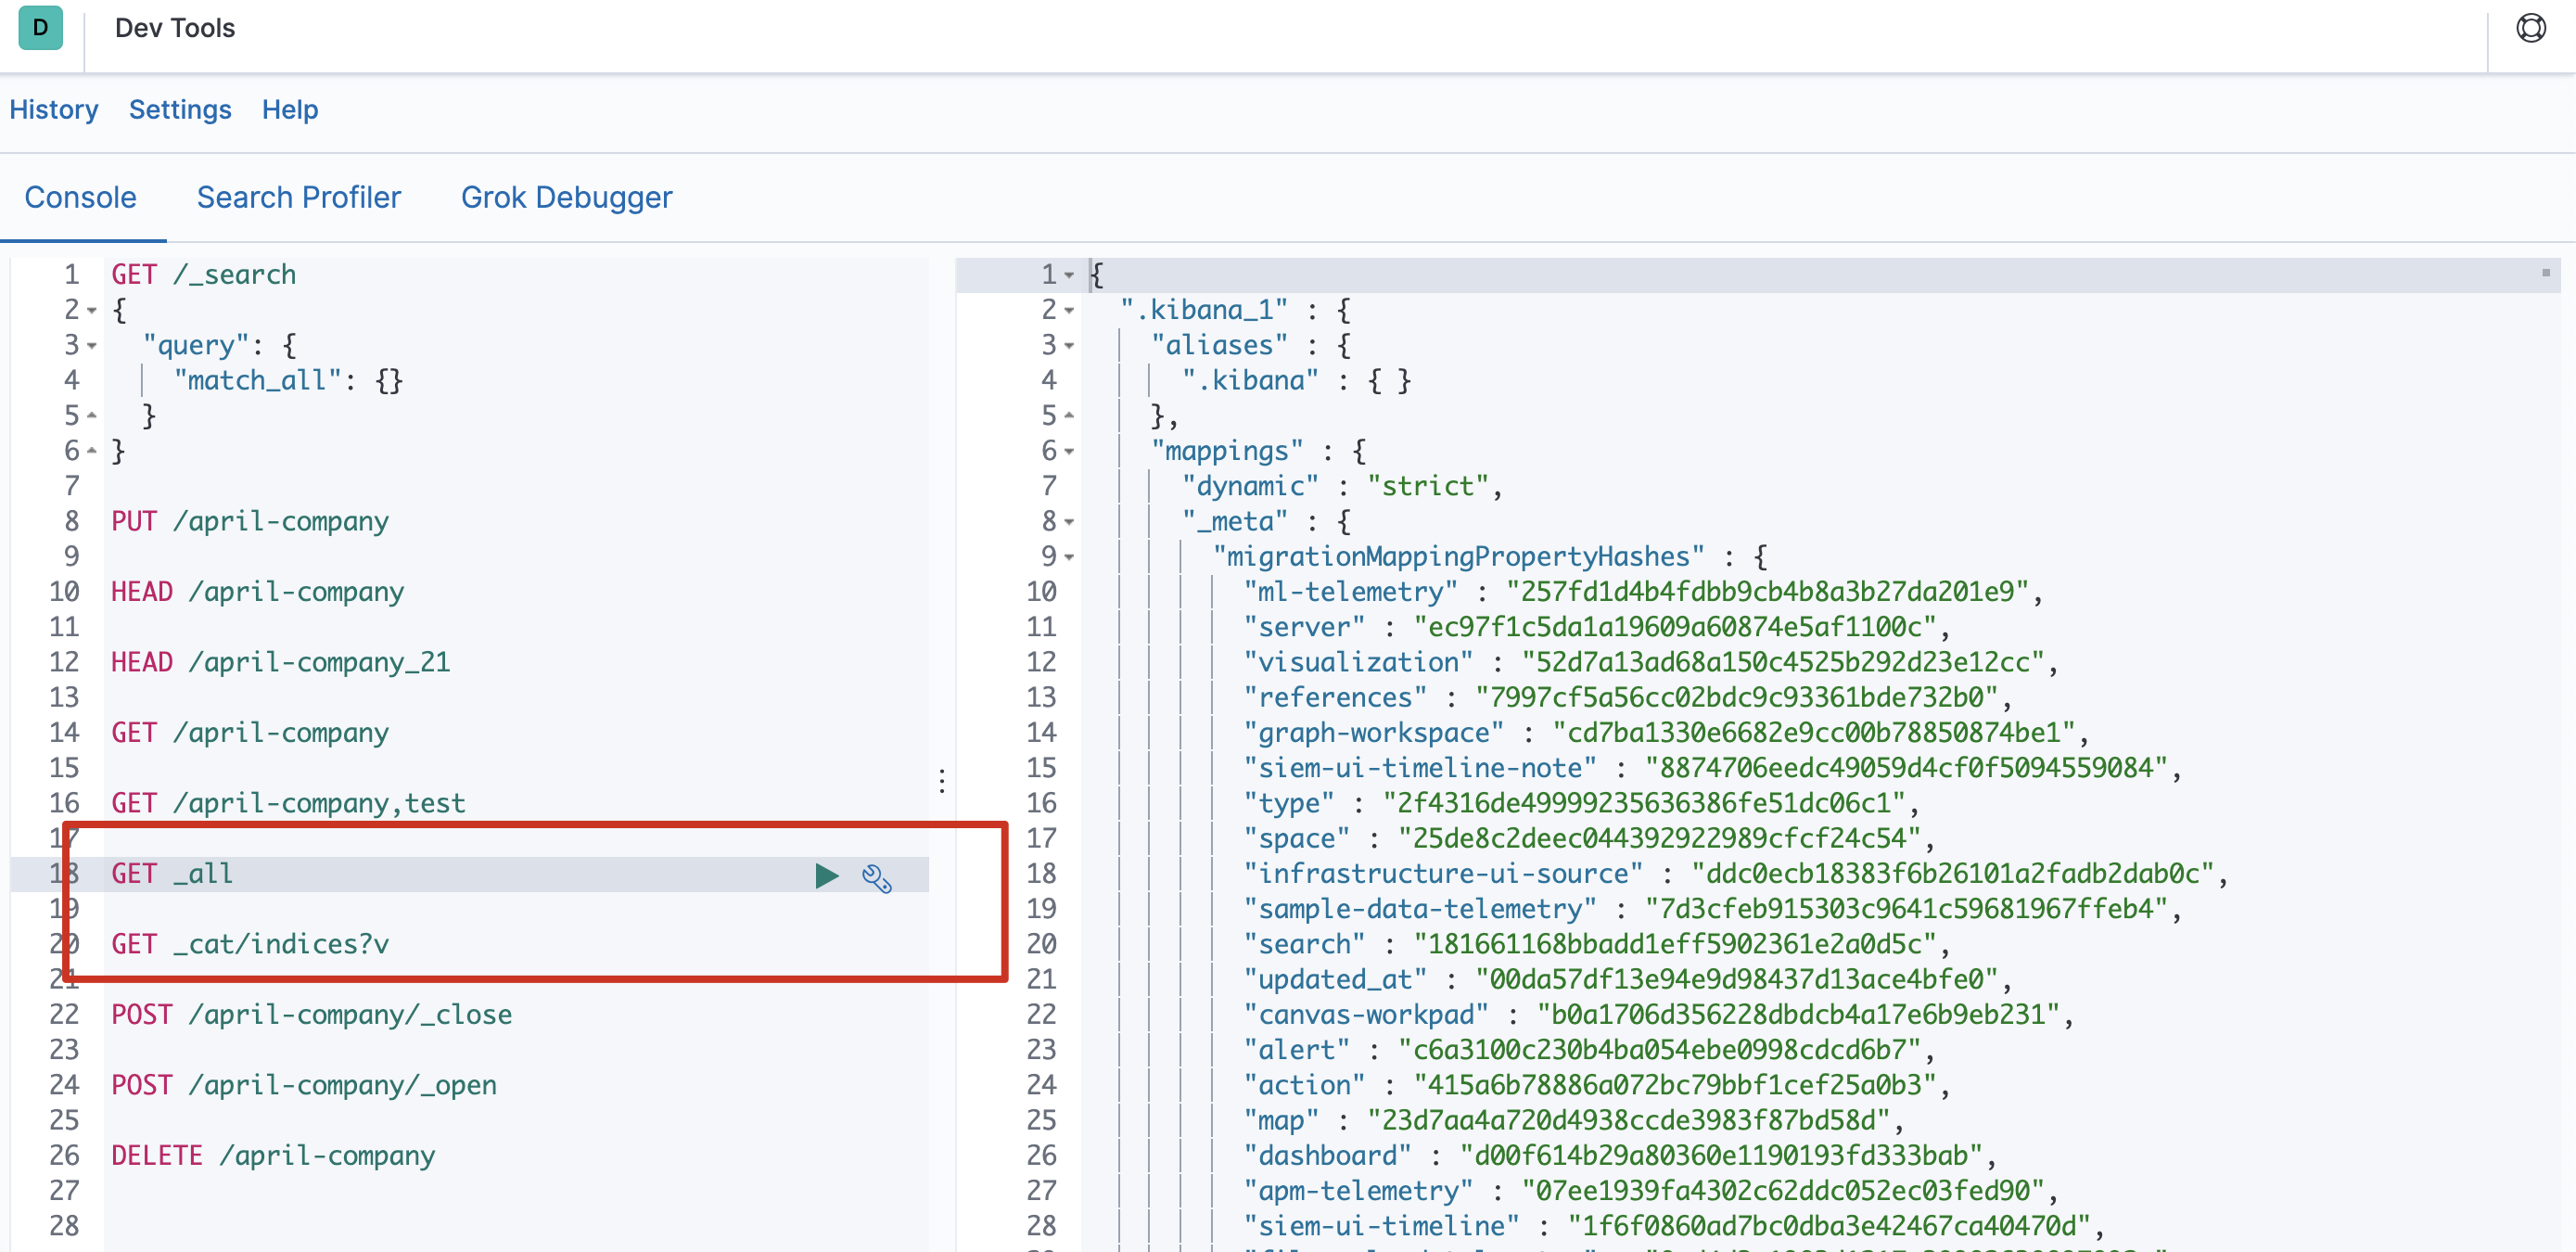 D
Dev Tools
History Settings Help
Console Search Profiler Grok Debugger
1 GET /_search
2 {
3 "query": {
4 "match_all": {}
5 }
6 }
7
8 PUT /april-company
9
10 HEAD /april-company
11
12 HEAD /april-company_21
13
14 GET /april-company
15
16 GET /april-company,test
17
18 GET _all
19
20 GET _cat/indices?v
21
22 POST /april-company/_close
23
24 POST /april-company/_open
25
26 DELETE /april-company
27
28
1 {
2 ".kibana_1" : {
3 "aliases" : {
4 ".kibana" : { }
5 },
6 "mappings" : {
7 "dynamic" : "strict",
8 "_meta" : {
9 "migrationMappingPropertyHashes" : {
10 "ml-telemetry" : "257fd1d4b4fdbb9cb4b8a3b27da201e9",
11 "server" : "ec97f1c5da1a19609a60874e5af1100c",
12 "visualization" : "52d7a13ad68a150c4525b292d23e12cc",
13 "references" : "7997cf5a56cc02bdc9c93361bde732b0",
14 "graph-workspace" : "cd7ba1330e6682e9cc00b78850874be1",
15 "siem-ui-timeline-note" : "8874706eedc49059d4cf0f5094559084",
16 "type" : "2f4316de49999235636386fe51dc06c1",
17 "space" : "25de8c2deec044392922989cfcf24c54",
18 "infrastructure-ui-source" : "ddc0ecb18383f6b26101a2fadb2dab0c",
19 "sample-data-telemetry" : "7d3cfeb915303c9641c59681967ffeb4",
20 "search" : "181661168bbadd1eff5902361e2a0d5c",
21 "updated_at" : "00da57df13e94e9d98437d13ace4bfe0",
22 "canvas-workpad" : "b0a1706d356228dbdcb4a17e6b9eb231",
23 "alert" : "c6a3100c230b4ba054ebe0998cdcd6b7",
24 "action" : "415a6b78886a072bc79bbf1cef25a0b3",
25 "map" : "23d7aa4a720d4938ccde3983f87bd58d",
26 "dashboard" : "d00f614b29a80360e1190193fd333bab",
27 "apm-telemetry" : "07ee1939fa4302c62ddc052ec03fed90",
28 "siem-ui-timeline" : "1f6f0860ad7bc0dba3e42467ca40470d",